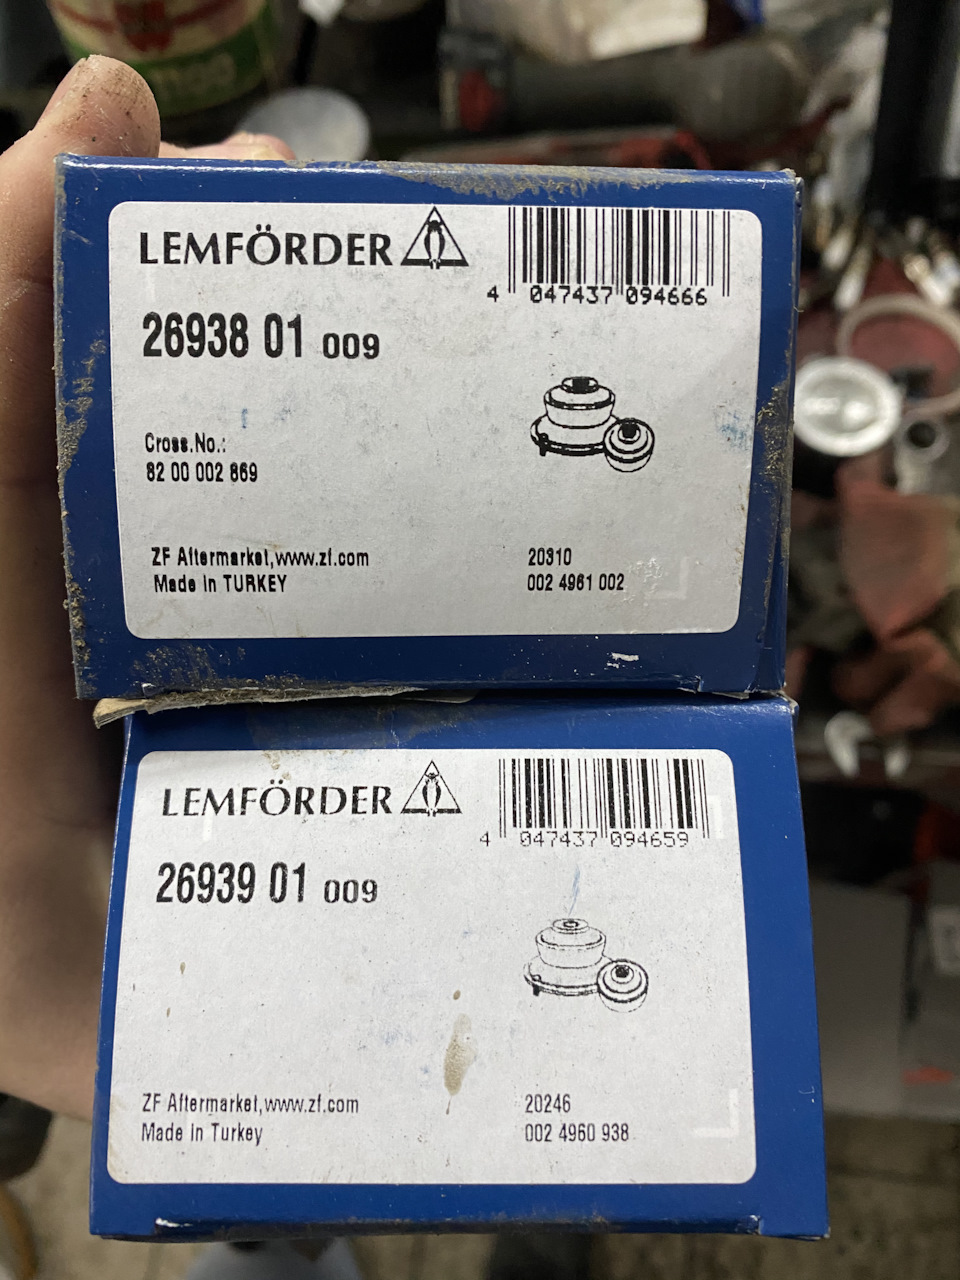 LEMFÖRDER
4 047437 094666
26938 01 009
Cross.No.:
82 00 002 869
ZF Aftermarket,www.zf.com
Made in TURKEY
20310
002 4961 002
LEMFÖRDER
4 047437 094659
26939 01 009
ZF Aftermarket,www.zf.com
Made in Turkey
20246
002 4960 938